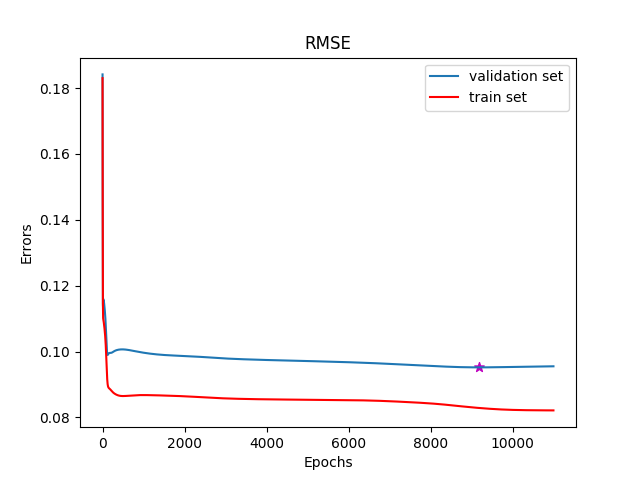 RMSE
validation set
train set
Errors
0.18
0.16
0.14
0.12
0.10
0.08
0
2000
4000
6000
8000
10000
Epochs